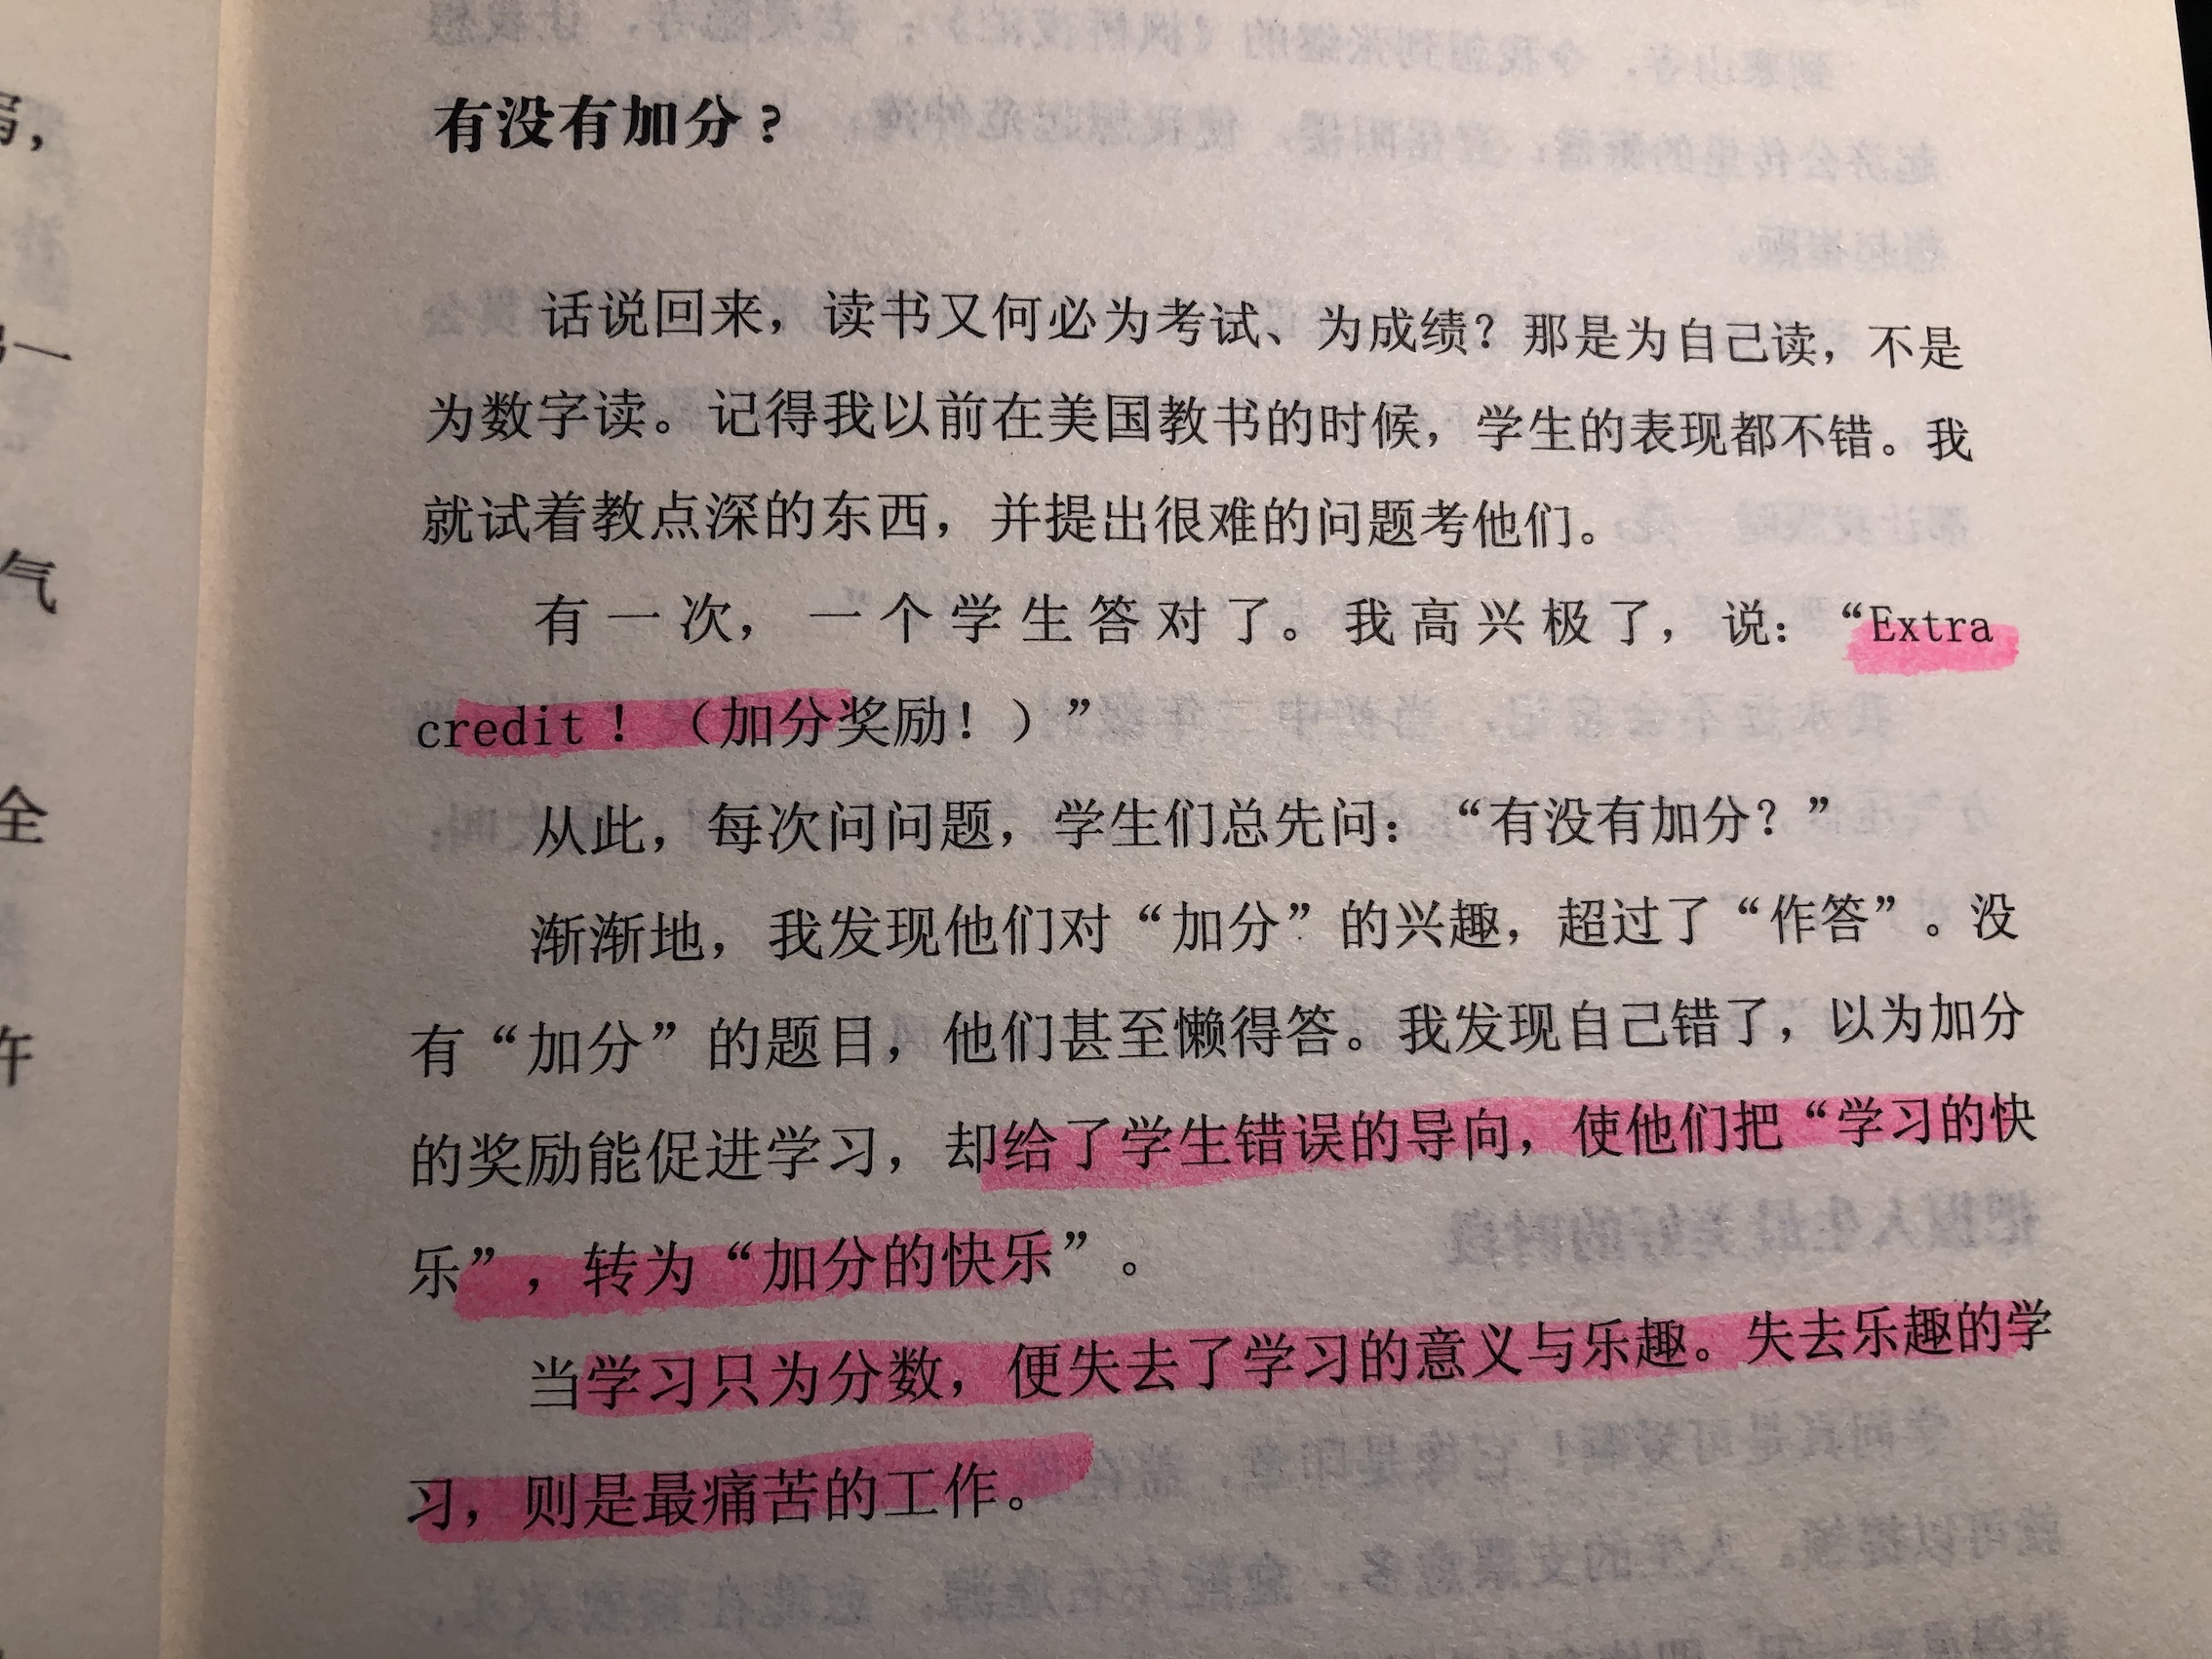 有没有加分？
话说回来，读书又何必为考试、为成绩？那是为自己读，不是
为数字读。记得我以前在美国教书的时候，学生的表现都不错。我
就试着教点深的东西，并提出很难的问题考他们。
有一次，一个学生答对了。我高兴极了，说：“Extra
credit！（加分奖励！）”
从此，每次问问题，学生们总先问：“有没有加分？”
渐渐地，我发现他们对“加分”的兴趣，超过了“作答”。没
有“加分”的题目，他们甚至懒得答。我发现自己错了，以为加分
的奖励能促进学习，却给了学生错误的导向，使他们把“学习的快
乐”，转为“加分的快乐”。
当学习只为分数，便失去了学习的意义与乐趣。失去乐趣的学
习，则是最痛苦的工作。
气
全